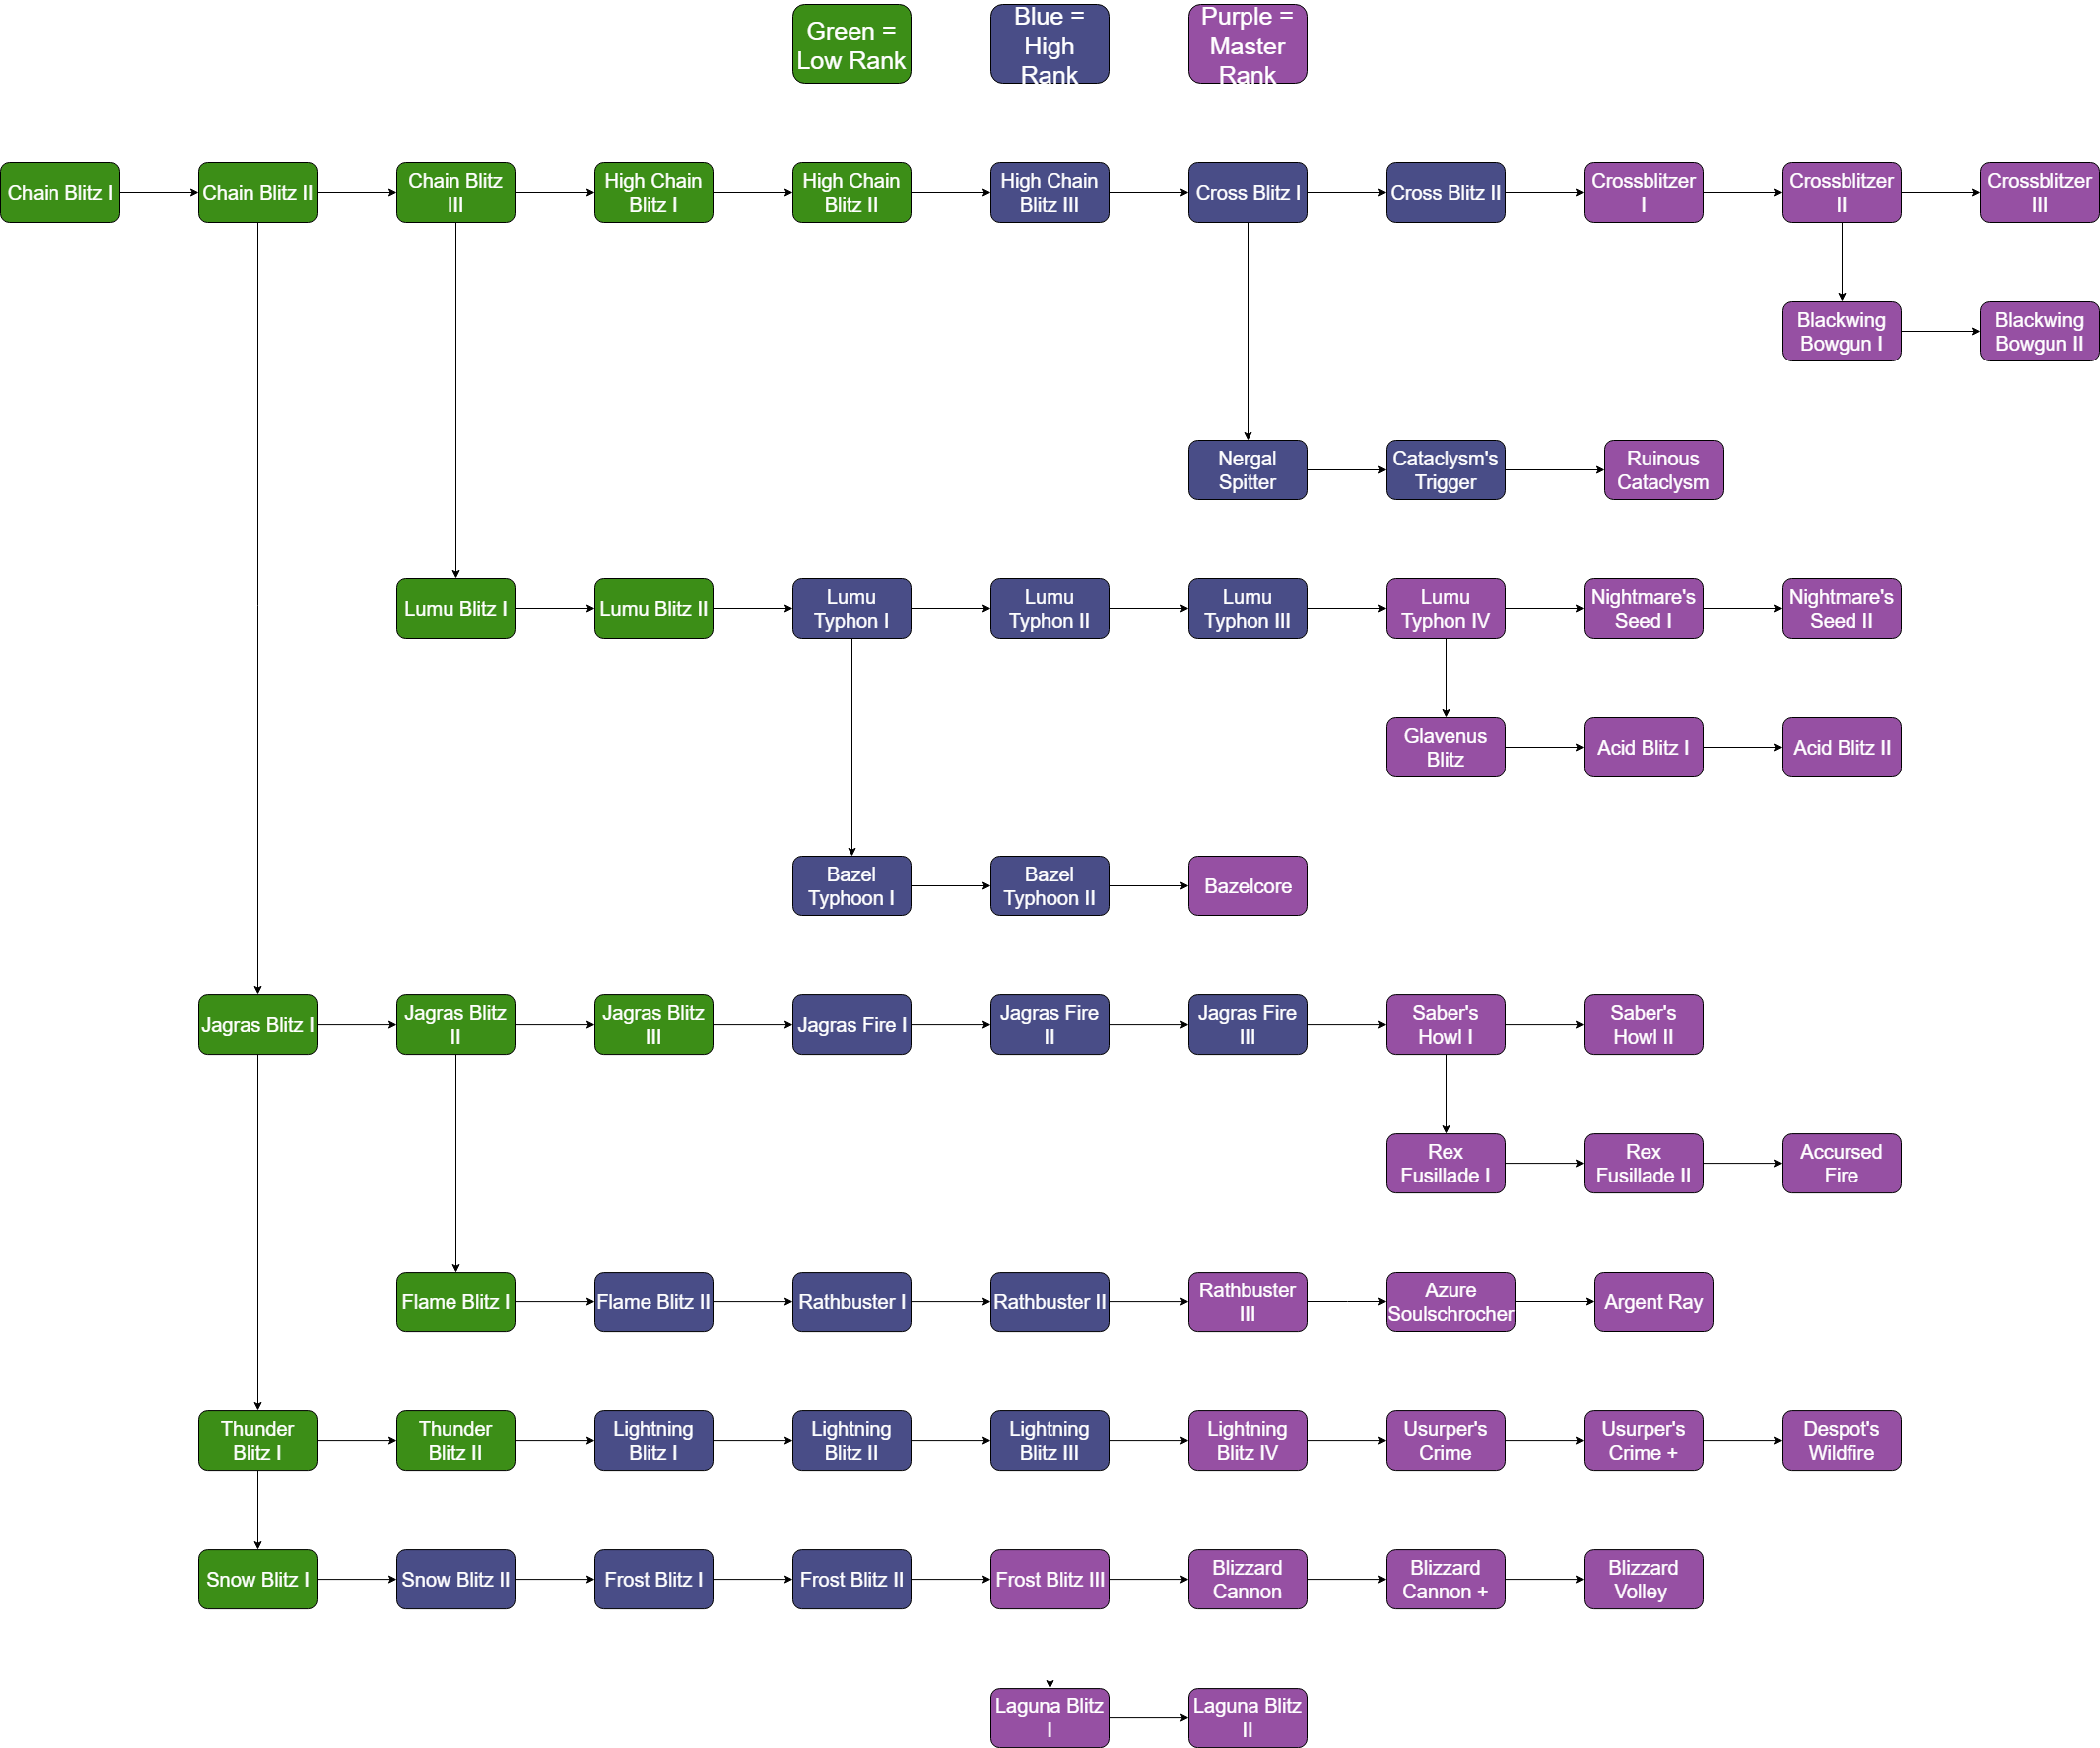 Green =
Low Rank
Blue =
High
Rank
Purple =
Master
Rank
Chain Blitz I
Chain Blitz II
Chain Blitz
III
High Chain
Blitz I
High Chain
Blitz II
High Chain
Blitz III
Cross Blitz I
Cross Blitz II
Crossblitzer
I
Crossblitzer
II
Crossblitzer
III
Blackwing
Bowgun I
Blackwing
Bowgun II
Nergal
Spitter
Cataclysm's
Trigger
Ruinous
Cataclysm
Lumu Blitz I
Lumu Blitz II
Lumu
Typhon I
Lumu
Typhon II
Lumu
Typhon III
Lumu
Typhon IV
Nightmare's
Seed I
Nightmare's
Seed II
Glavenus
Blitz
Acid Blitz I
Acid Blitz II
Bazel
Typhoon I
Bazel
Typhoon II
Bazelcore
Jagras Blitz I
Jagras Blitz
II
Jagras Blitz
III
Jagras Fire I
Jagras Fire
II
Jagras Fire
III
Saber's
Howl I
Saber's
Howl II
Rex
Fusillade I
Rex
Fusillade II
Accursed
Fire
Flame Blitz I
Flame Blitz II
Rathbuster I
Rathbuster II
Rathbuster
III
Azure
Soulschrocher
Argent Ray
Thunder
Blitz I
Thunder
Blitz II
Lightning
Blitz I
Lightning
Blitz II
Lightning
Blitz III
Lightning
Blitz IV
Usurper's
Crime
Usurper's
Crime +
Despot's
Wildfire
Snow Blitz I
Snow Blitz II
Frost Blitz I
Frost Blitz II
Frost Blitz III
Blizzard
Cannon
Blizzard
Cannon +
Blizzard
Volley
Laguna Blitz
I
Laguna Blitz
II